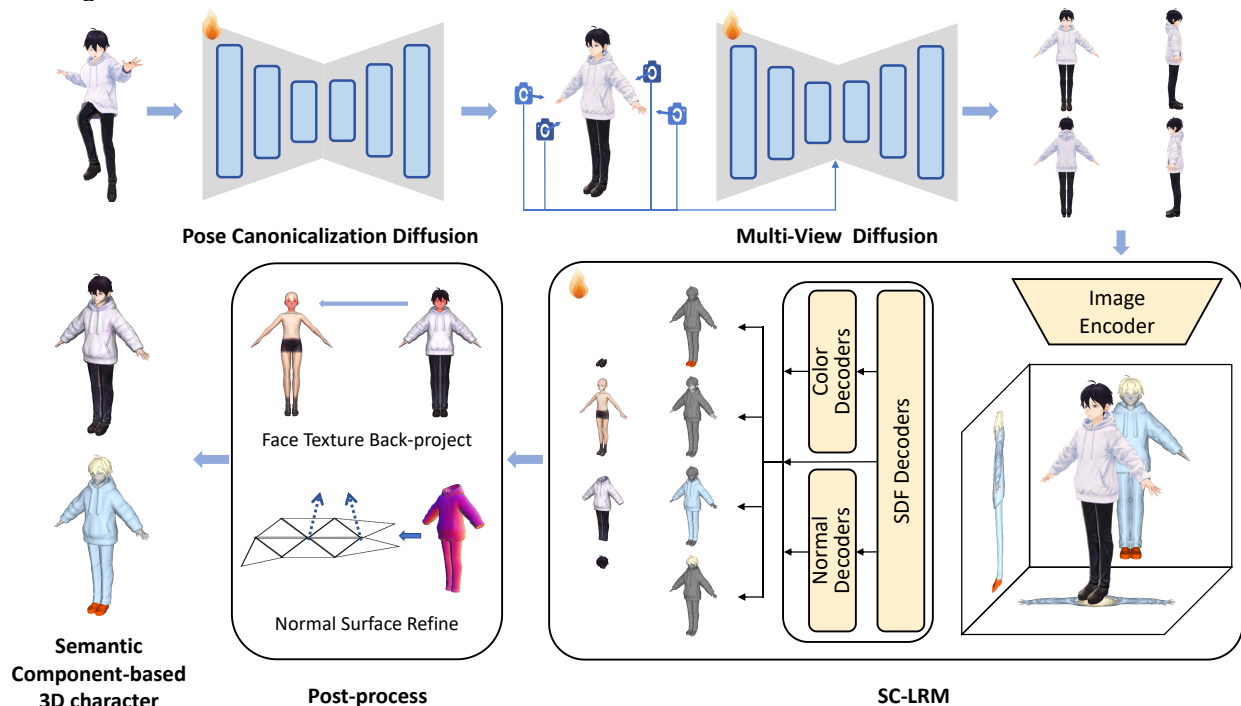 Pose Canonicalization Diffusion
Multi-View Diffusion
Image
Encoder
Color
Decoders
SDF Decoders
Normal
Decoders
Face Texture Back-project
Normal Surface Refine
Semantic
Component-based
3D character
Post-process
SC-LRM